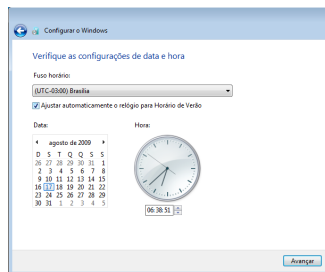 Configurar o Windows
Verifique as configurações de data e hora
Fuso horário:
(UTC-03:00) Brasília
Ajustar automaticamente o relógio para Horário de Verão
Data:
Hora:
agosto de 2009
D S T Q Q S S
26 27 28 29 30 31 1
2 3 4 5 6 7 8
9 10 11 12 13 14 15
16 17 18 19 20 21 22
23 24 25 26 27 28 29
30 31 1 2 3 4 5
06:38:51
Avançar